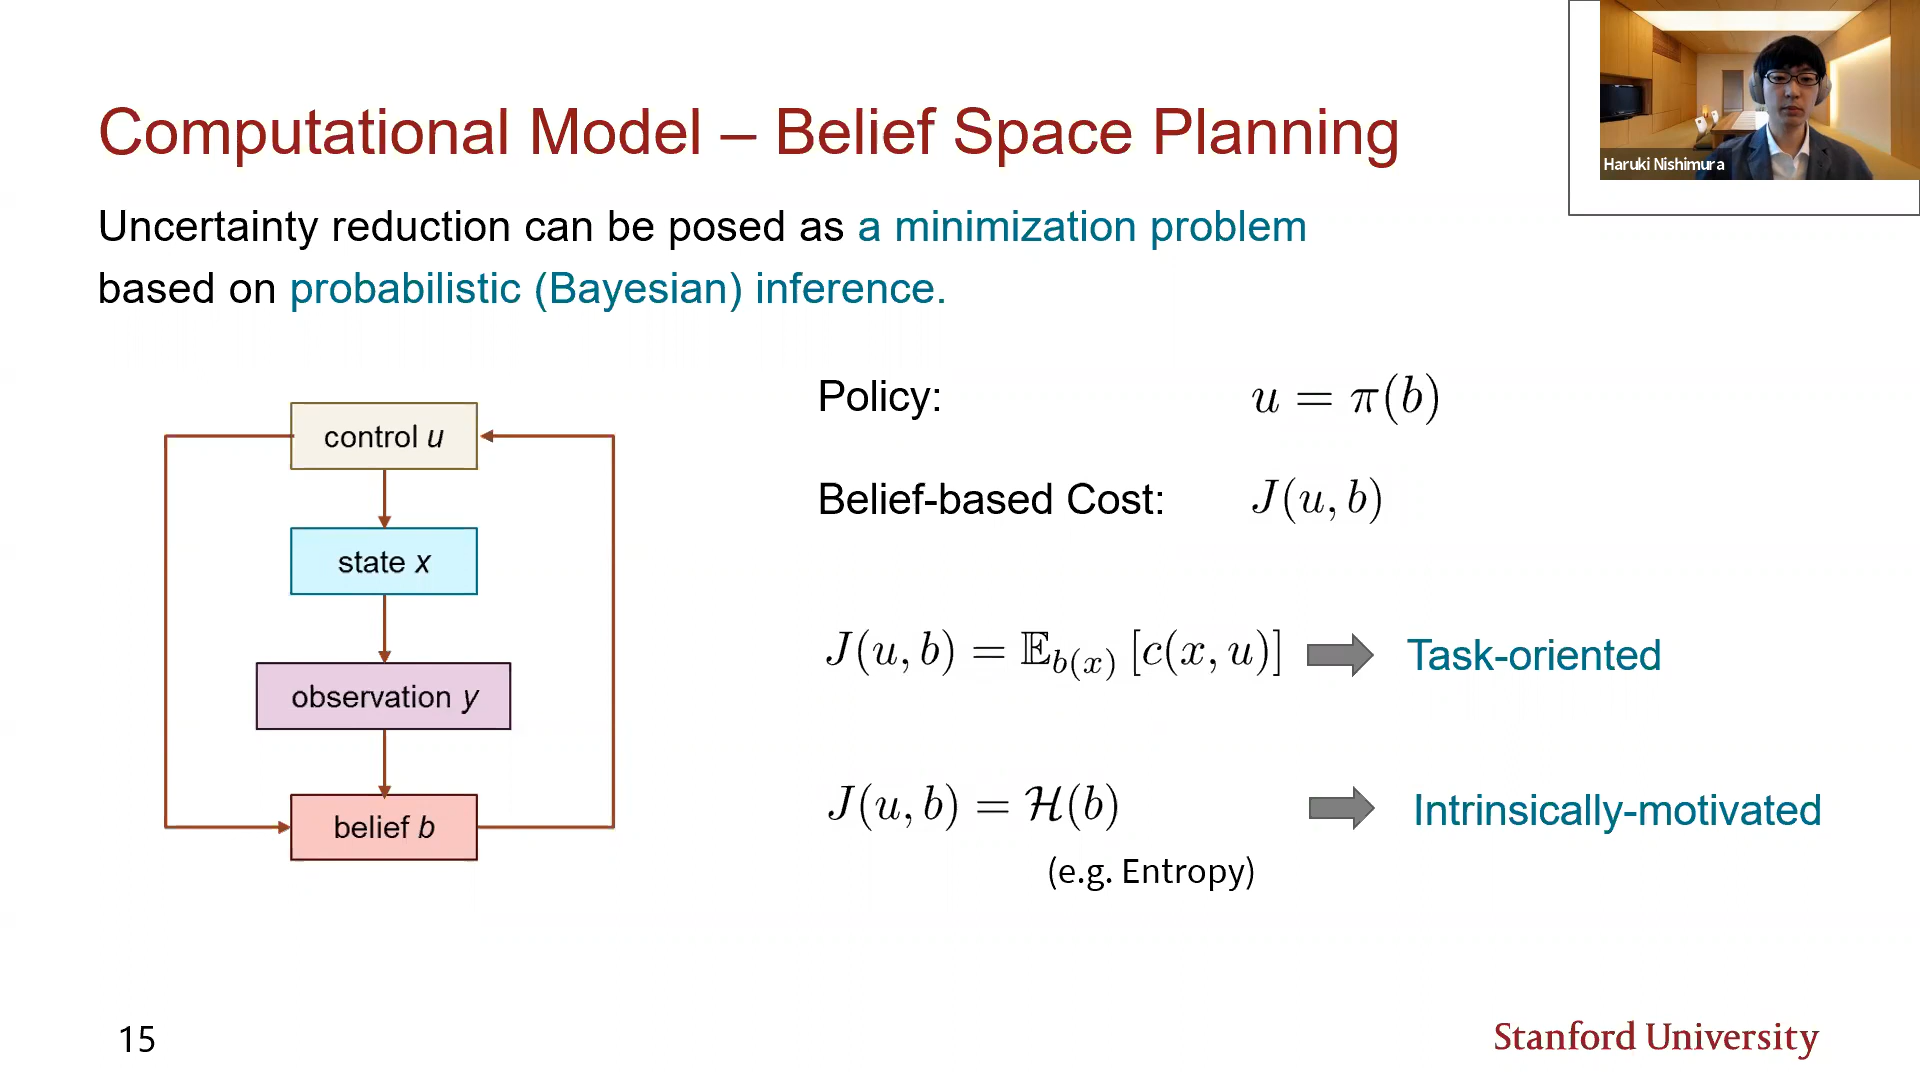 Computational Model – Belief Space Planning
Haruki Nishimura
Uncertainty reduction can be posed as a minimization problem
based on probabilistic (Bayesian) inference.
control u
state x
observation y
belief b
Policy: u = π(b)
Belief-based Cost: J(u, b)
J(u, b) = 𝔼_{b(x)} [c(x, u)] Task-oriented
J(u, b) = ℋ(b) Intrinsically-motivated
(e.g. Entropy)
15
Stanford University